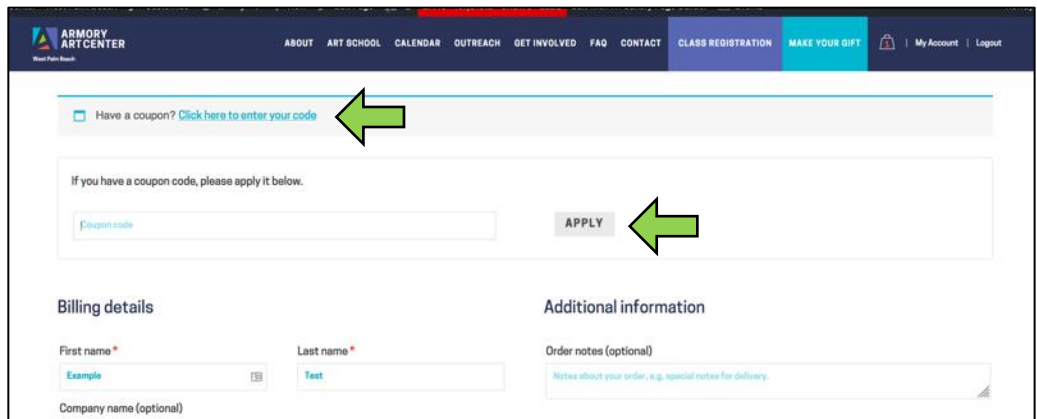 ARMORY
ART CENTER
West Palm Beach
ABOUT ART SCHOOL CALENDAR OUTREACH GET INVOLVED FAQ CONTACT CLASS REGISTRATION MAKE YOUR GIFT 1 | My Account | Logout
Have a coupon? Click here to enter your code
If you have a coupon code, please apply it below.
Coupon code APPLY
Billing details Additional information
First name * Last name * Order notes (optional)
Example Test Notes about your order, e.g. special notes for delivery.
Company name (optional)